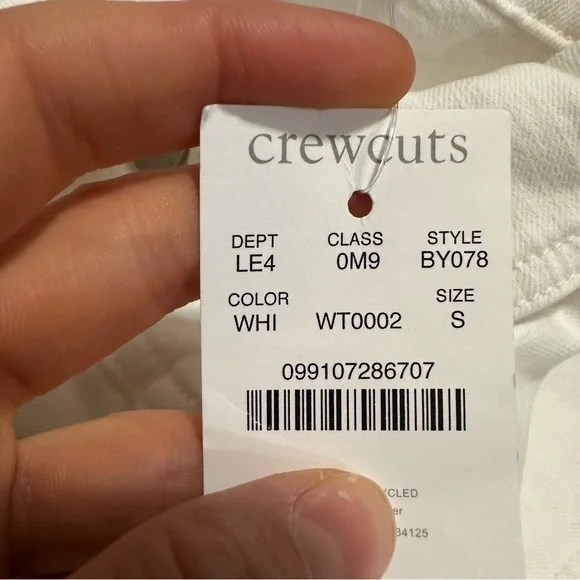 crewcuts
DEPT CLASS STYLE
LE4 0M9 BY078
COLOR SIZE
WHI WT0002 S
099107286707